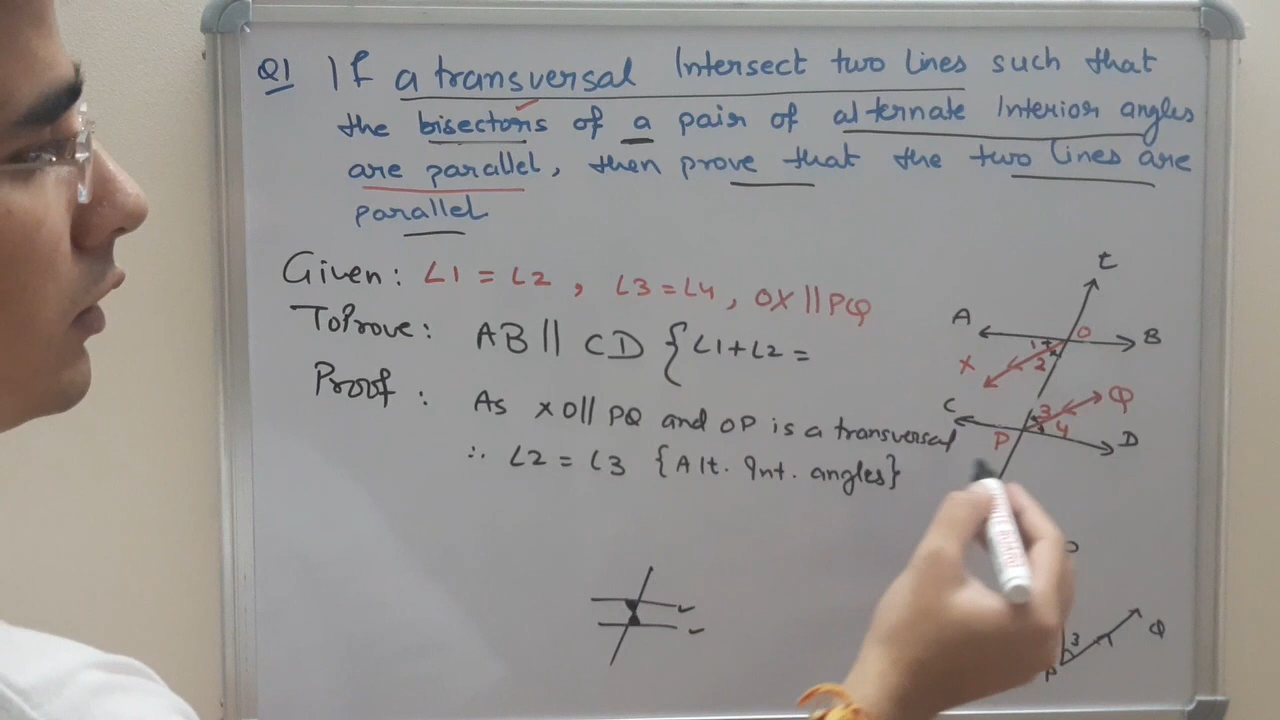 Q1 If a transversal Intersect two lines such that
the bisectors of a pair of alternate Interior angles
are parallel, then prove that the two lines are
parallel
Given: ∠1 = ∠2 , ∠3 = ∠4 , OX || PQ
ToProve: AB || CD { ∠1+∠2 =
Proof : As XO || PQ and OP is a transversal
∴ ∠2 = ∠3 {Alt. Int. angles}
t
A O B
1
X 2
C 3 Q
P 4 D
3 Q
P